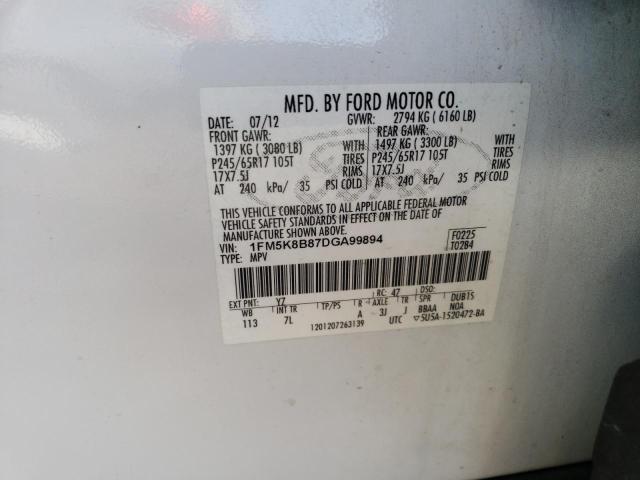 MFD. BY FORD MOTOR CO.
DATE: 07/12 GVWR: 2794 KG ( 6160 LB)
FRONT GAWR: REAR GAWR:
1397 KG ( 3080 LB) WITH 1497 KG ( 3300 LB) WITH
P245/65R17 105T TIRES P245/65R17 105T TIRES
17X7.5J RIMS 17X7.5J RIMS
AT 240 kPa/ 35 PSI COLD AT 240 kPa/ 35 PSI COLD
THIS VEHICLE CONFORMS TO ALL APPLICABLE FEDERAL MOTOR
VEHICLE SAFETY STANDARDS IN EFFECT ON THE DATE OF
MANUFACTURE SHOWN ABOVE.
VIN: 1FM5K8B87DGA99894 F0225
TYPE: MPV T0284
EXT PNT: YZ RC: 47 DSO:
WB INT TR TP/PS R AXLE TR SPR DUB1S
113 7L A 3J J BBAA N0A
1201207263139 UTC ▽5U5A-1520472-BA